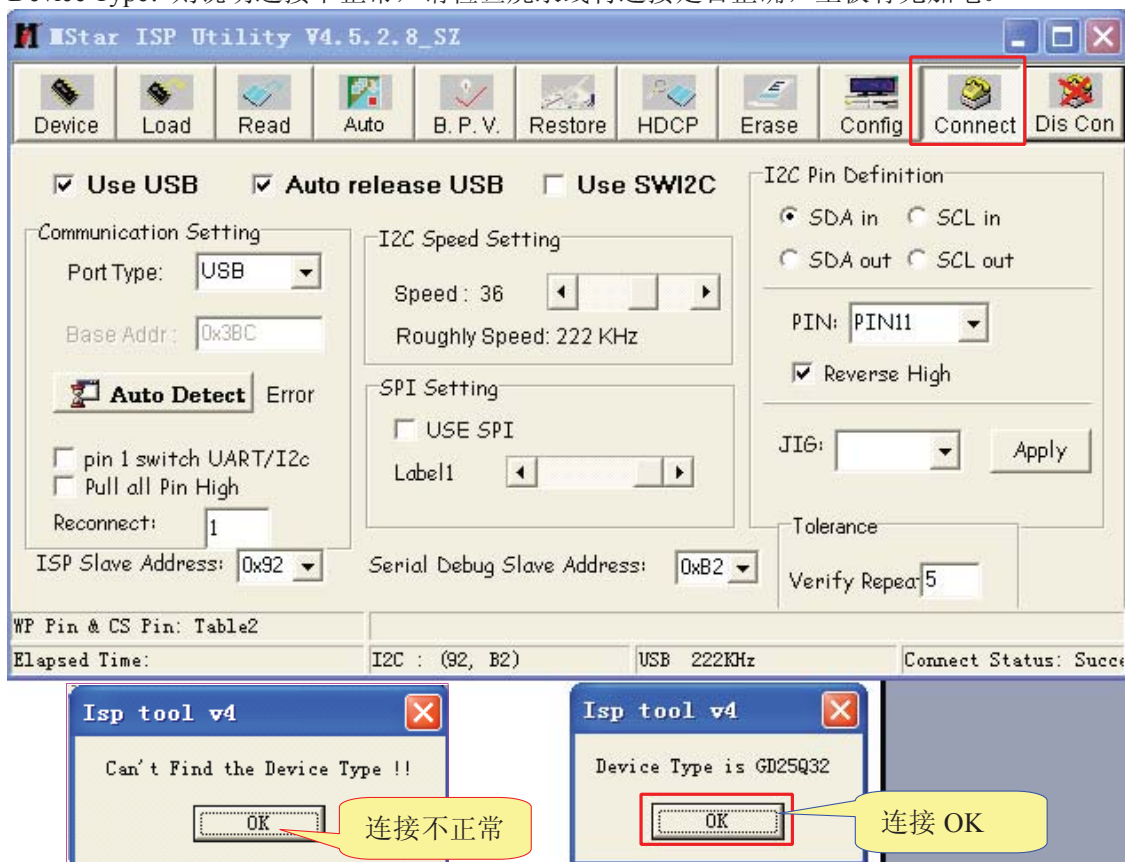 MStar ISP Utility V4.5.2.8_SZ
Device Load Read Auto B.P.V. Restore HDCP Erase Config Connect Dis Con
Use USB Auto release USB Use SWI2C
I2C Pin Definition
SDA in SCL in
SDA out SCL out
PIN: PIN11
Reverse High
JIG: Apply
Communication Setting
Port Type: USB
Base Addr: 0x3BC
Auto Detect Error
pin 1 switch UART/I2c
Pull all Pin High
Reconnect: 1
I2C Speed Setting
Speed: 36
Roughly Speed: 222 KHz
SPI Setting
USE SPI
Label1
Tolerance
Verify Repeat 5
ISP Slave Address: 0x92
Serial Debug Slave Address: 0xB2
WP Pin & CS Pin: Table2
Elapsed Time: I2C : (92, B2) USB 222KHz Connect Status: Succe
Isp tool v4
Can't Find the Device Type !!
OK
连接不正常
Isp tool v4
Device Type is GD25Q32
OK
连接 OK